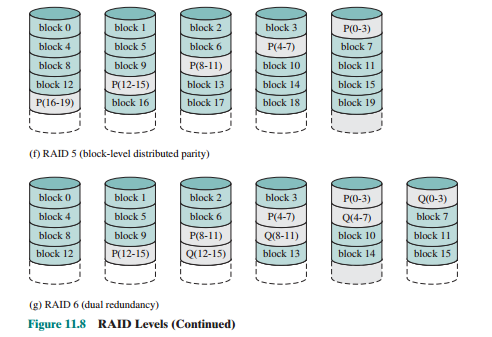 block 0 block 1 block 2 block 3 P(0-3)
block 4 block 5 block 6 P(4-7) block 7
block 8 block 9 P(8-11) block 10 block 11
block 12 P(12-15) block 13 block 14 block 15
P(16-19) block 16 block 17 block 18 block 19
(f) RAID 5 (block-level distributed parity)
block 0 block 1 block 2 block 3 P(0-3) Q(0-3)
block 4 block 5 block 6 P(4-7) Q(4-7) block 7
block 8 block 9 P(8-11) Q(8-11) block 10 block 11
block 12 P(12-15) Q(12-15) block 13 block 14 block 15
(g) RAID 6 (dual redundancy)
Figure 11.8 RAID Levels (Continued)